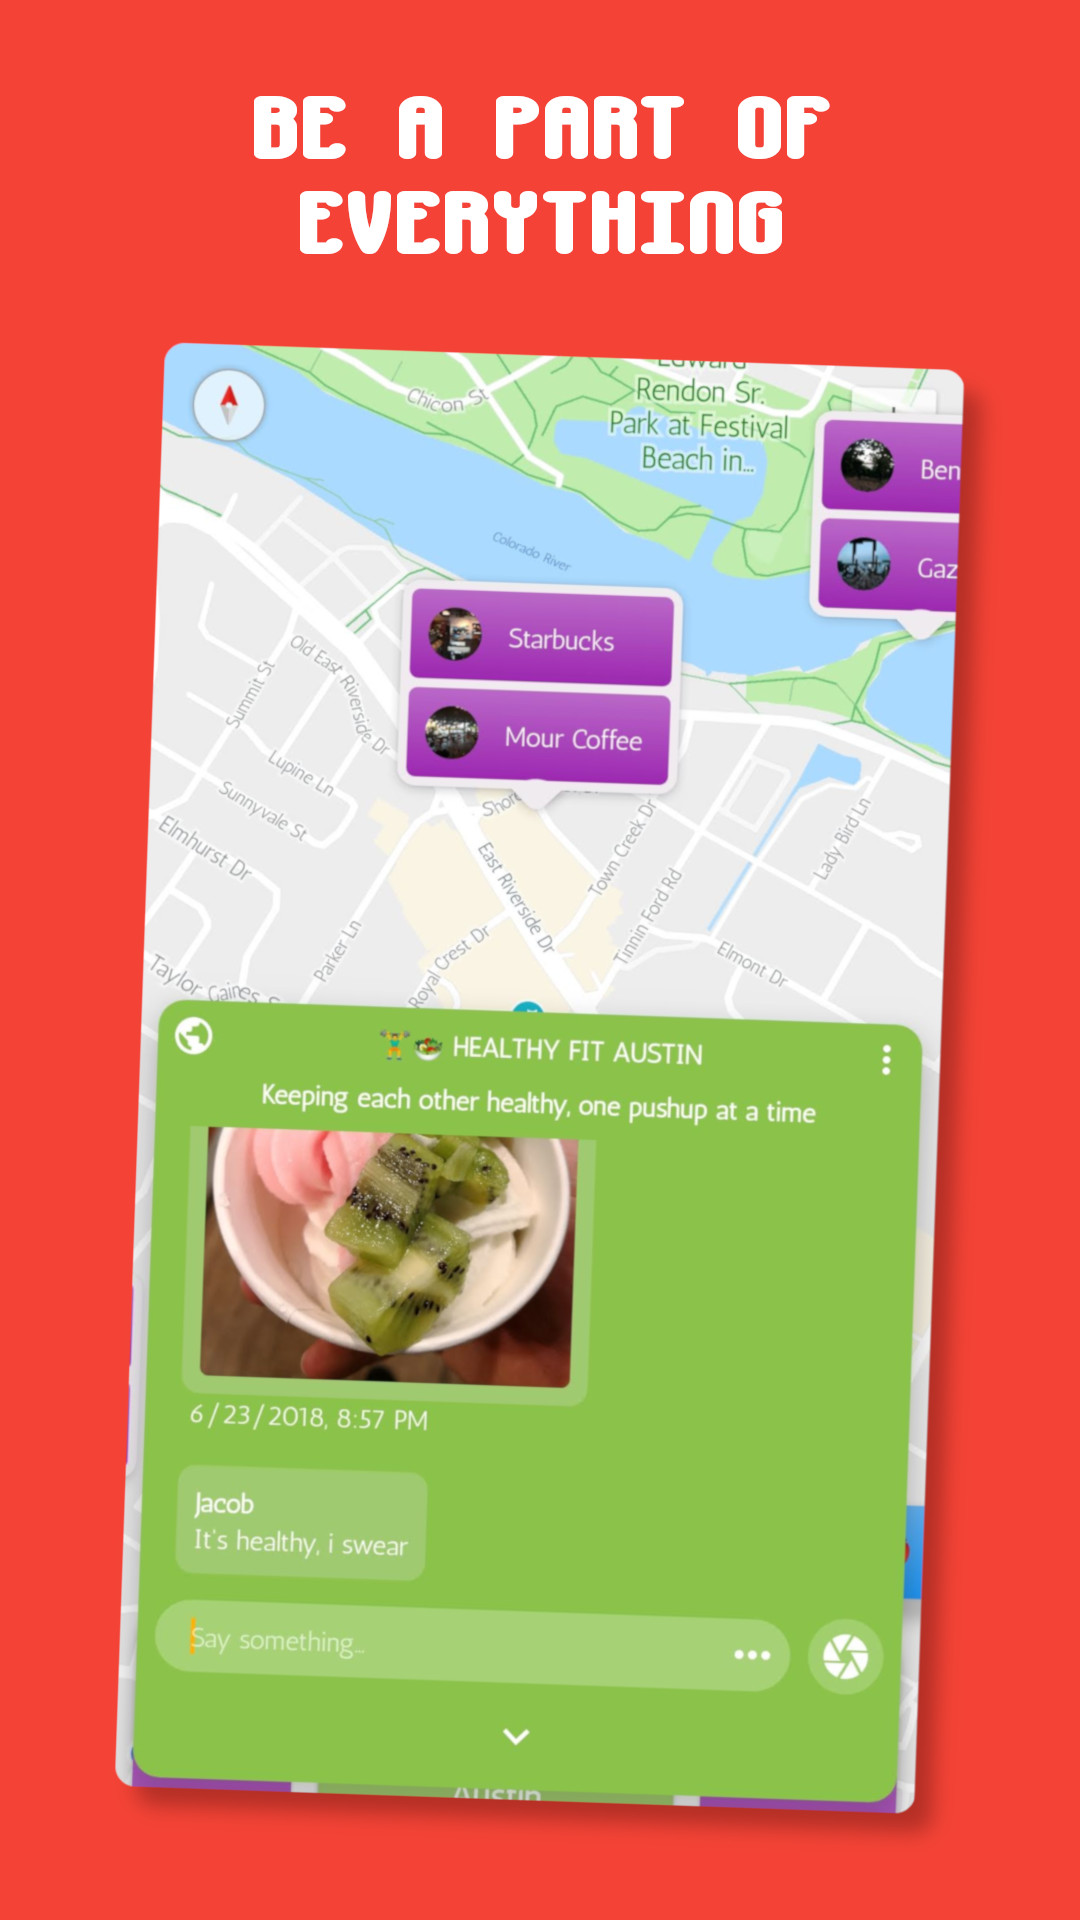 BE A PART OF
EVERYTHING
Edward
Rendon Sr.
Park at Festival
Beach in...
Chicon St
Colorado River
Ben
Gaz
Starbucks
Mour Coffee
Old East Riverside Dr
Summit St
Lupine Ln
Sunnyvale St
Elmhurst Dr
Shore
East Riverside Dr
Town Creek Dr
Tinnin Ford Rd
Lady Bird Ln
Elmont Dr
Parker Ln
Royal Crest Dr
Taylor Gaines S
🏋️🥗 HEALTHY FIT AUSTIN
Keeping each other healthy, one pushup at a time
6/23/2018, 8:57 PM
Jacob
It's healthy, i swear
Say something...
Austin